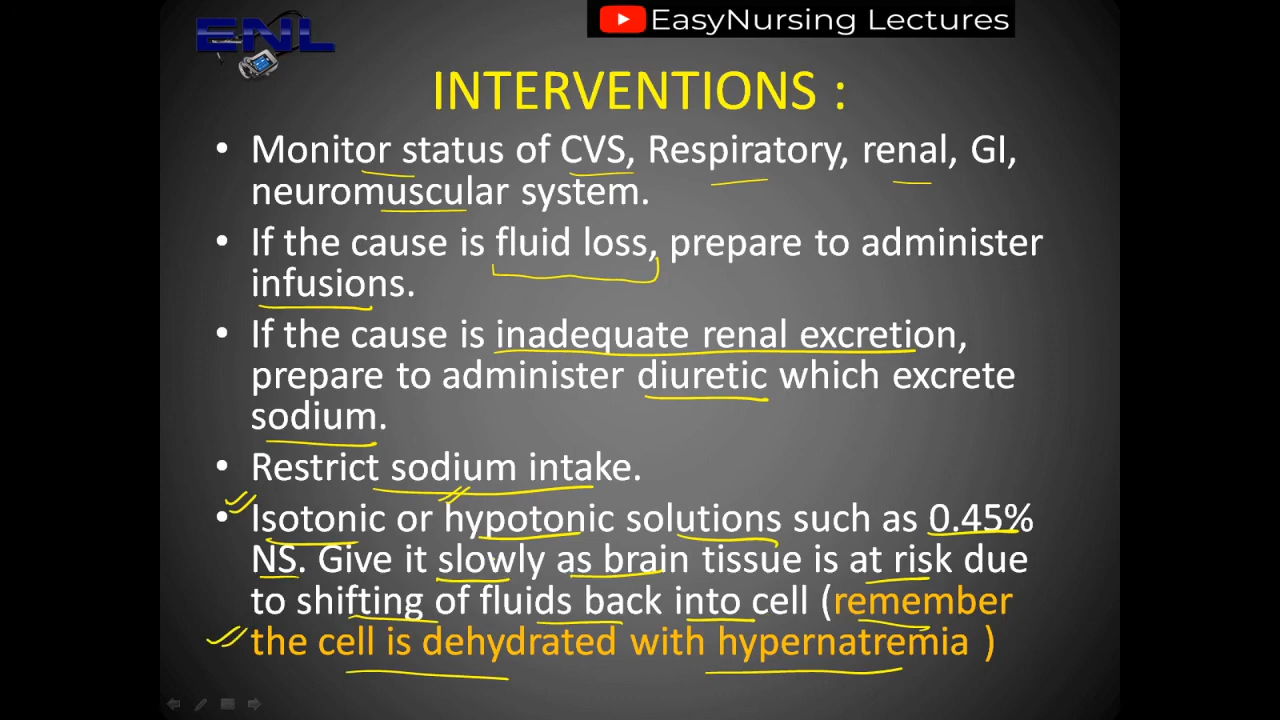 ENL
EasyNursing Lectures
INTERVENTIONS :
• Monitor status of CVS, Respiratory, renal, GI,
neuromuscular system.
• If the cause is fluid loss, prepare to administer
infusions.
• If the cause is inadequate renal excretion,
prepare to administer diuretic which excrete
sodium.
• Restrict sodium intake.
• Isotonic or hypotonic solutions such as 0.45%
NS. Give it slowly as brain tissue is at risk due
to shifting of fluids back into cell (remember
the cell is dehydrated with hypernatremia )